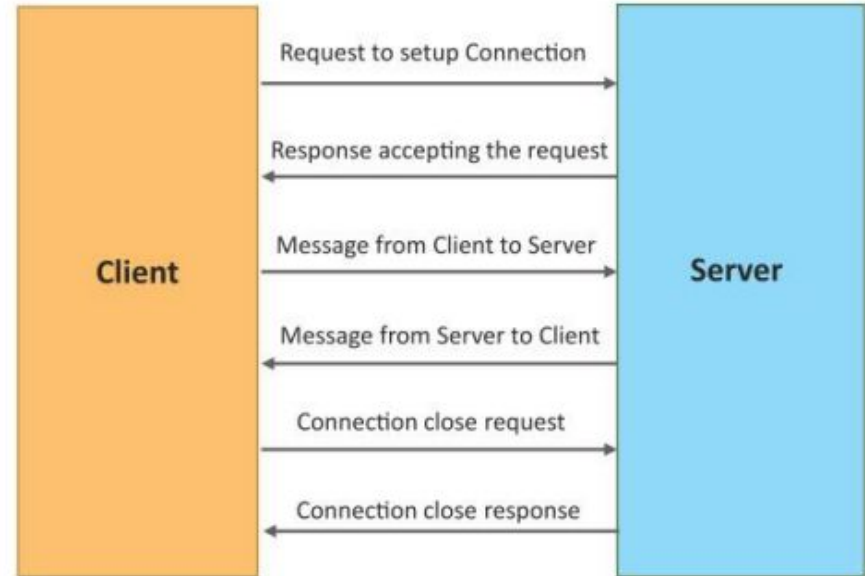 Request to setup Connection
Response accepting the request
Message from Client to Server
Client
Server
Message from Server to Client
Connection close request
Connection close response